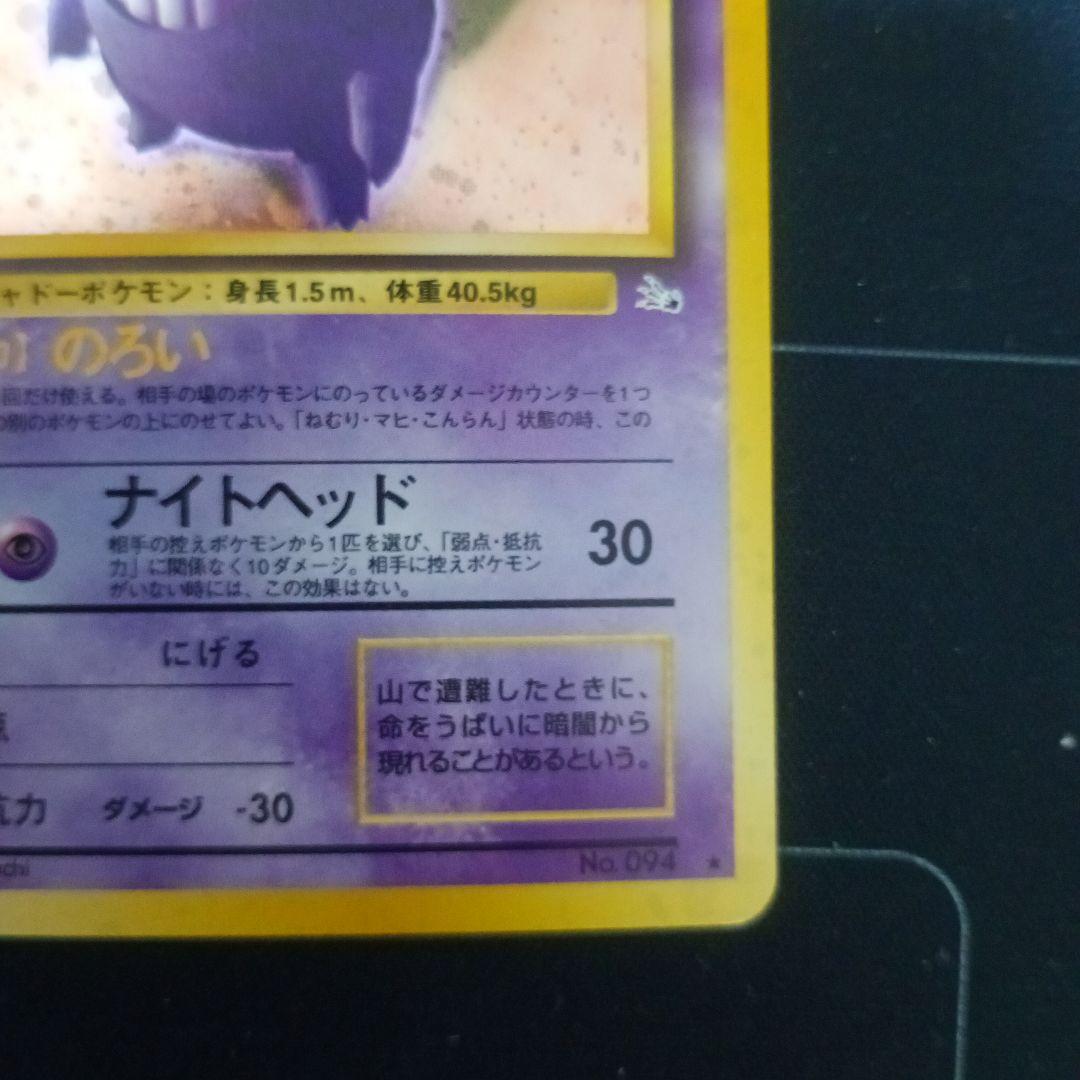 ャドーポケモン：身長1.5m、体重40.5kg
のろい
回だけ使える。相手の場のポケモンにのっているダメージカウンターを1つ
の別のポケモンの上にのせてよい。「ねむり・マヒ・こんらん」状態の時、この
ナイトヘッド
30
相手の控えポケモンから1匹を選び、「弱点・抵抗
力」に関係なく10ダメージ。相手に控えポケモン
がいない時には、この効果はない。
にげる
山で遭難したときに、
命をうばいに暗闇から
現れることがあるという。
抗力 ダメージ -30
No. 094 ★